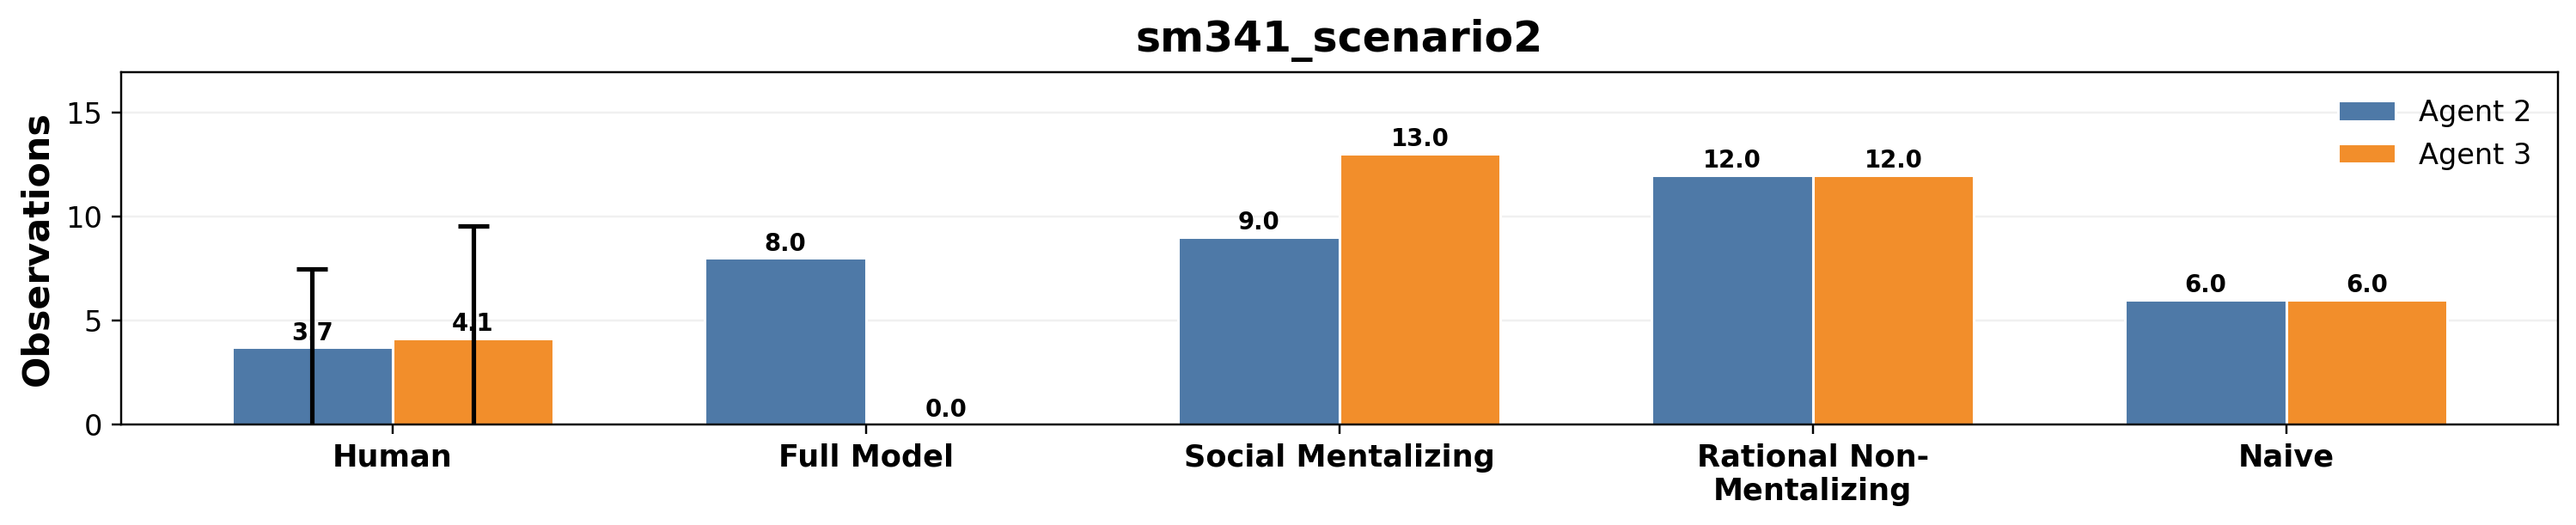 sm341_scenario2
Observations
15
10
5
0
Agent 2
Agent 3
3.7
4.1
8.0
0.0
9.0
13.0
12.0
12.0
6.0
6.0
Human
Full Model
Social Mentalizing
Rational Non-
Mentalizing
Naive